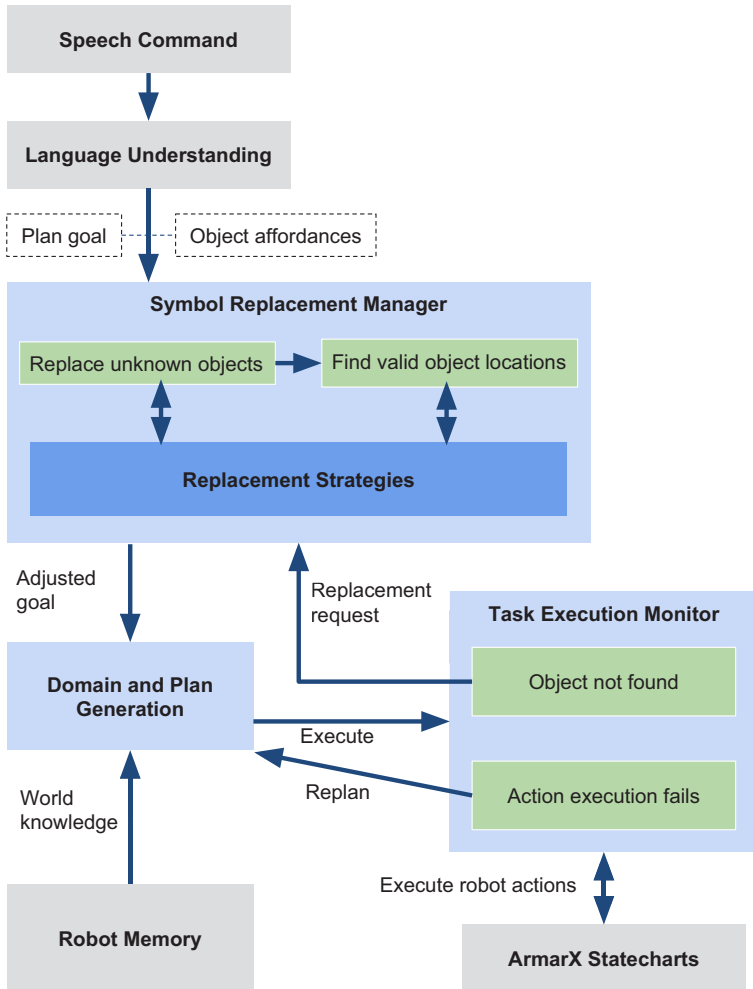 Speech Command
Language Understanding
Plan goal
Object affordances
Symbol Replacement Manager
Replace unknown objects
Find valid object locations
Replacement Strategies
Adjusted
goal
Replacement
request
Task Execution Monitor
Object not found
Domain and Plan
Generation
Execute
Replan
Action execution fails
World
knowledge
Execute robot actions
Robot Memory
ArmarX Statecharts